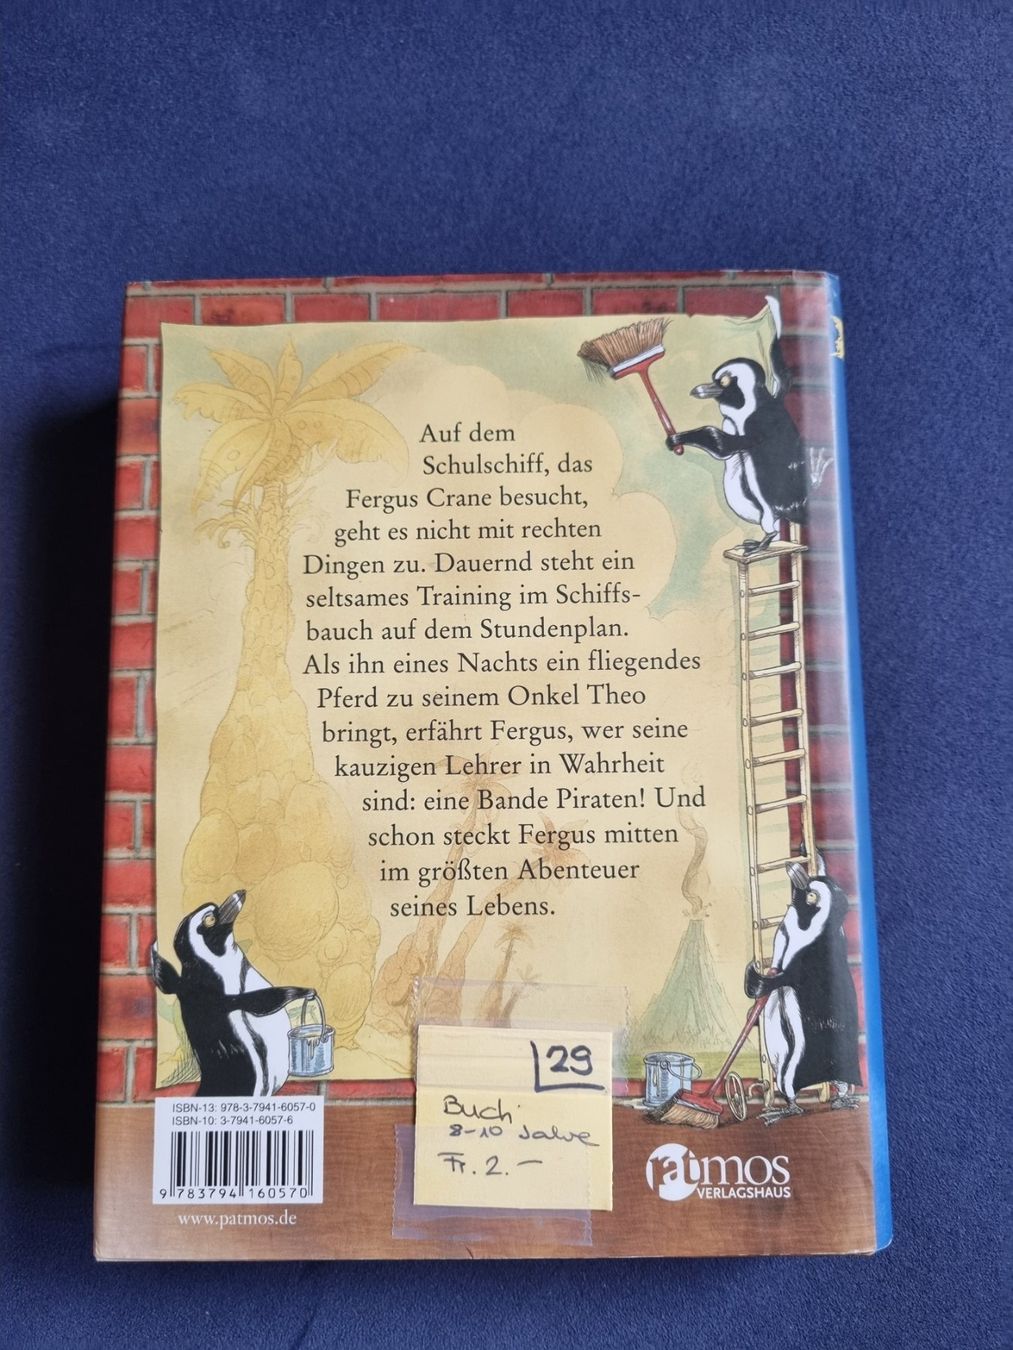 Auf dem
Schulschiff, das
Fergus Crane besucht,
geht es nicht mit rechten
Dingen zu. Dauernd steht ein
seltsames Training im Schiffs-
bauch auf dem Stundenplan.
Als ihn eines Nachts ein fliegendes
Pferd zu seinem Onkel Theo
bringt, erfährt Fergus, wer seine
kauzigen Lehrer in Wahrheit
sind: eine Bande Piraten! Und
schon steckt Fergus mitten
im größten Abenteuer
seines Lebens.
29
Buch
8-10 Jahre
Fr. 2.—
ISBN-13: 978-3-7941-6057-0
ISBN-10: 3-7941-6057-6
9 783794 160570
www.patmos.de
patmos
VERLAGSHAUS